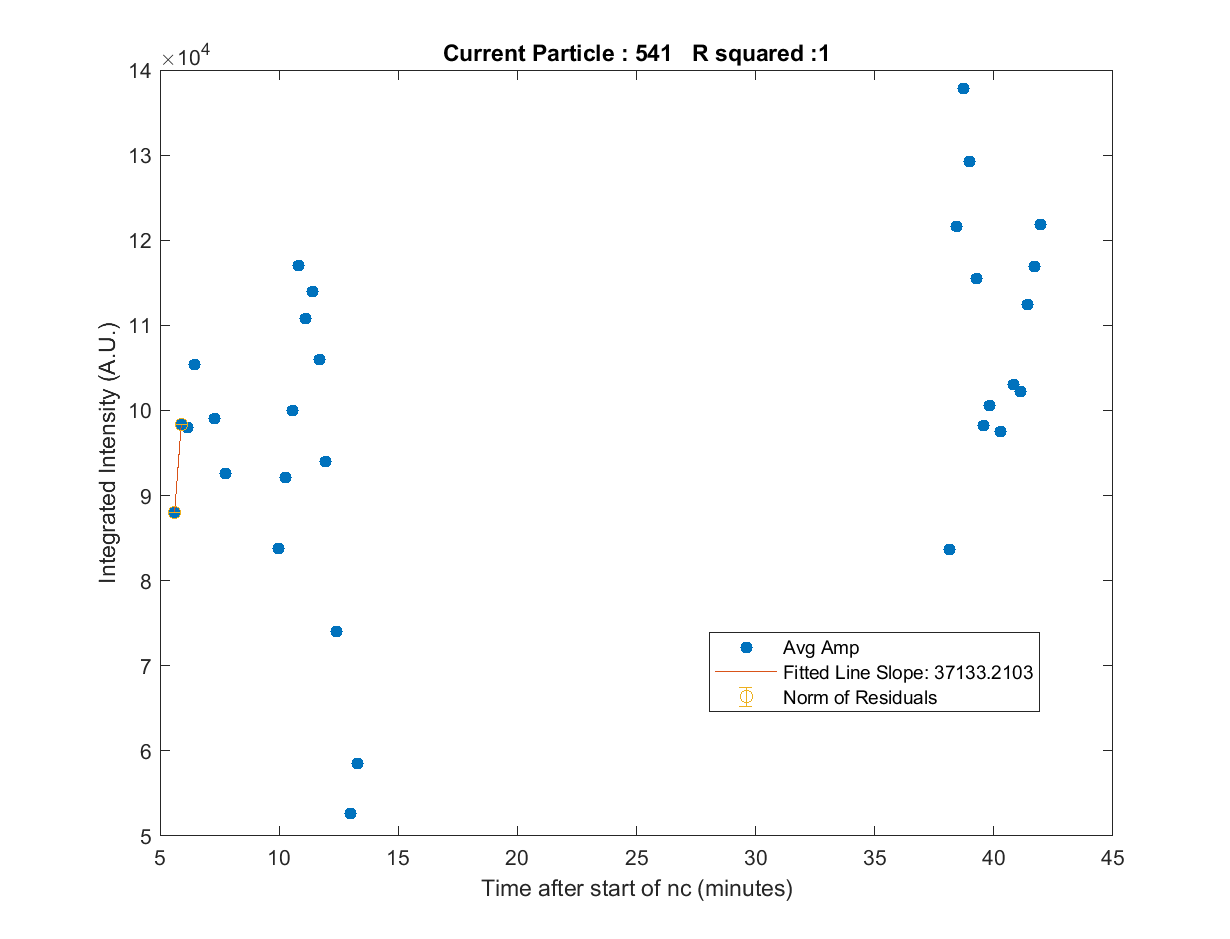 Current Particle : 541 R squared :1
×10^4
14
13
12
11
10
9
8
7
6
5
Integrated Intensity (A.U.)
Avg Amp
Fitted Line Slope: 37133.2103
Norm of Residuals
5 10 15 20 25 30 35 40 45
Time after start of nc (minutes)